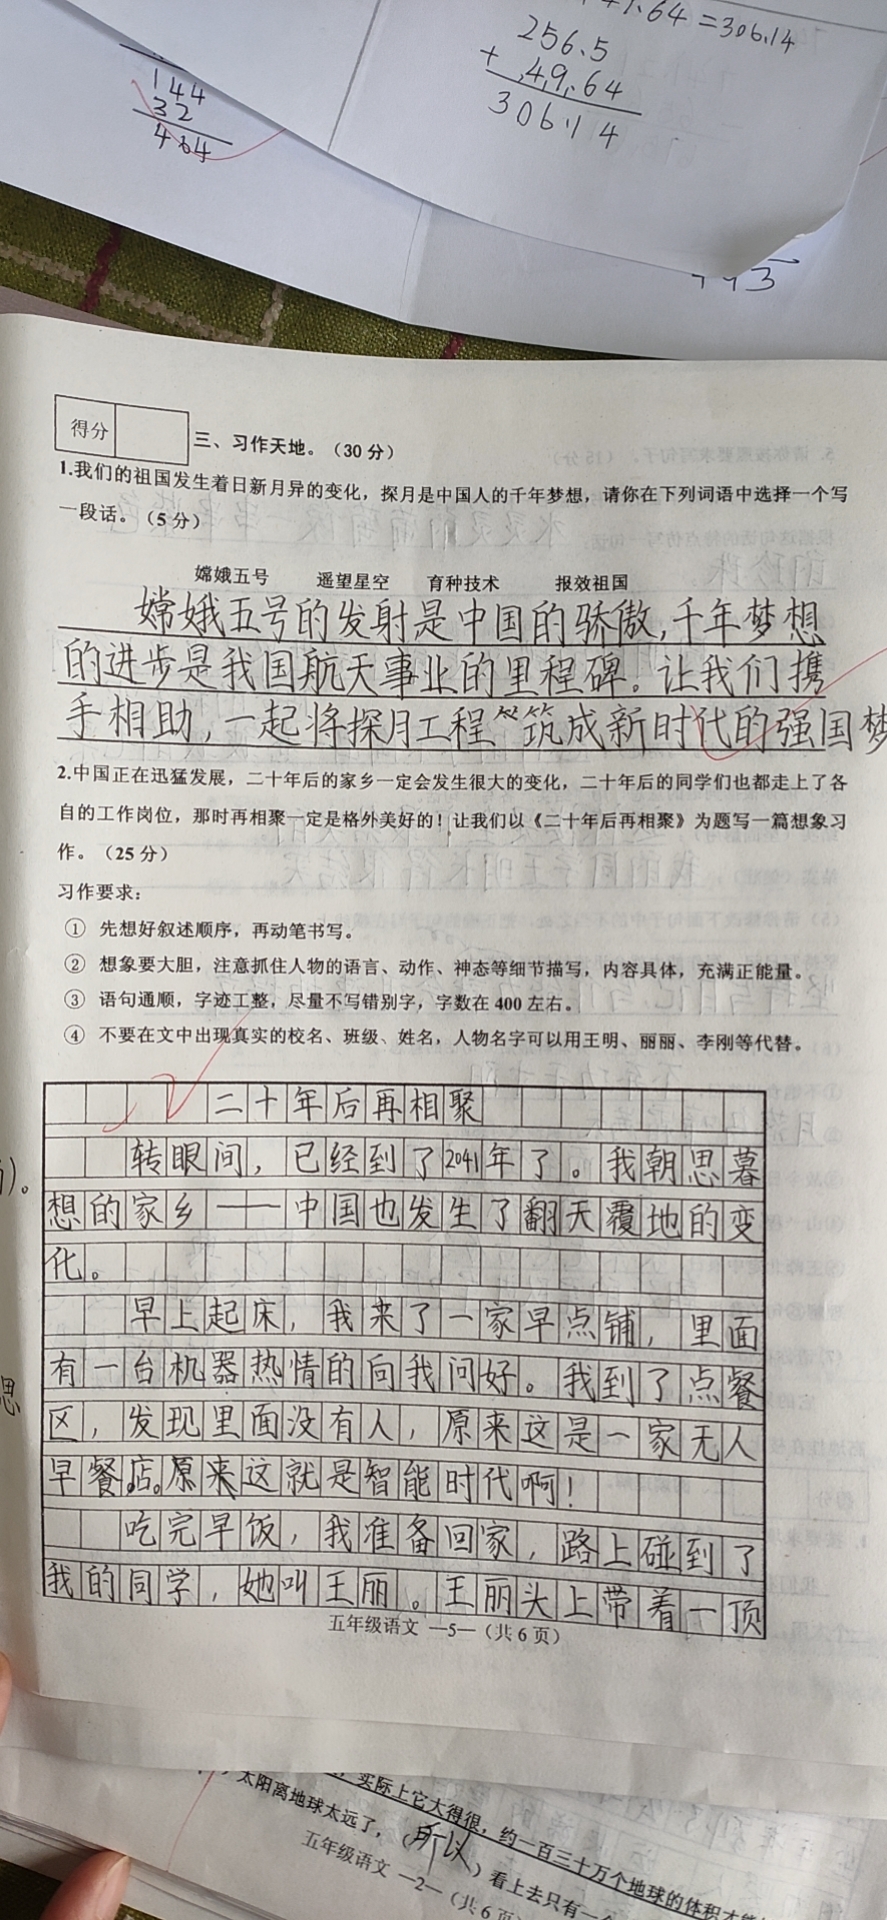 =306.14
256.5
+ 49.64
306.14
144
32
464
得分
三、习作天地。（30分）
1.我们的祖国发生着日新月异的变化，探月是中国人的千年梦想，请你在下列词语中选择一个写
一段话。（5分）
嫦娥五号 遥望星空 育种技术 报效祖国
嫦娥五号的发射是中国的骄傲,千年梦想
的进步是我国航天事业的里程碑。让我们携
手相助,一起将探月工程筑成新时代的强国梦
2.中国正在迅猛发展，二十年后的家乡一定会发生很大的变化，二十年后的同学们也都走上了各
自的工作岗位，那时再相聚一定是格外美好的！让我们以《二十年后再相聚》为题写一篇想象习
作。（25分）
习作要求：
① 先想好叙述顺序，再动笔书写。
② 想象要大胆，注意抓住人物的语言、动作、神态等细节描写，内容具体，充满正能量。
③ 语句通顺，字迹工整，尽量不写错别字，字数在400左右。
④ 不要在文中出现真实的校名、班级、姓名，人物名字可以用王明、丽丽、李刚等代替。
二十年后再相聚
转眼间，已经到了2041年了。我朝思暮
想的家乡——中国也发生了翻天覆地的变
化。
早上起床，我来了一家早点铺，里面
有一台机器热情的向我问好。我到了点餐
区，发现里面没有人，原来这是一家无人
早餐店。原来这就是智能时代啊！
吃完早饭，我准备回家，路上碰到了
我的同学，她叫王丽。王丽头上带着一顶
五年级语文 —5—（共6页）
思
实际上它大得很，约一百三十万个地球的体积才能
太阳离地球太远了，（所以）看上去只有一
五年级语文 —2—（共6页